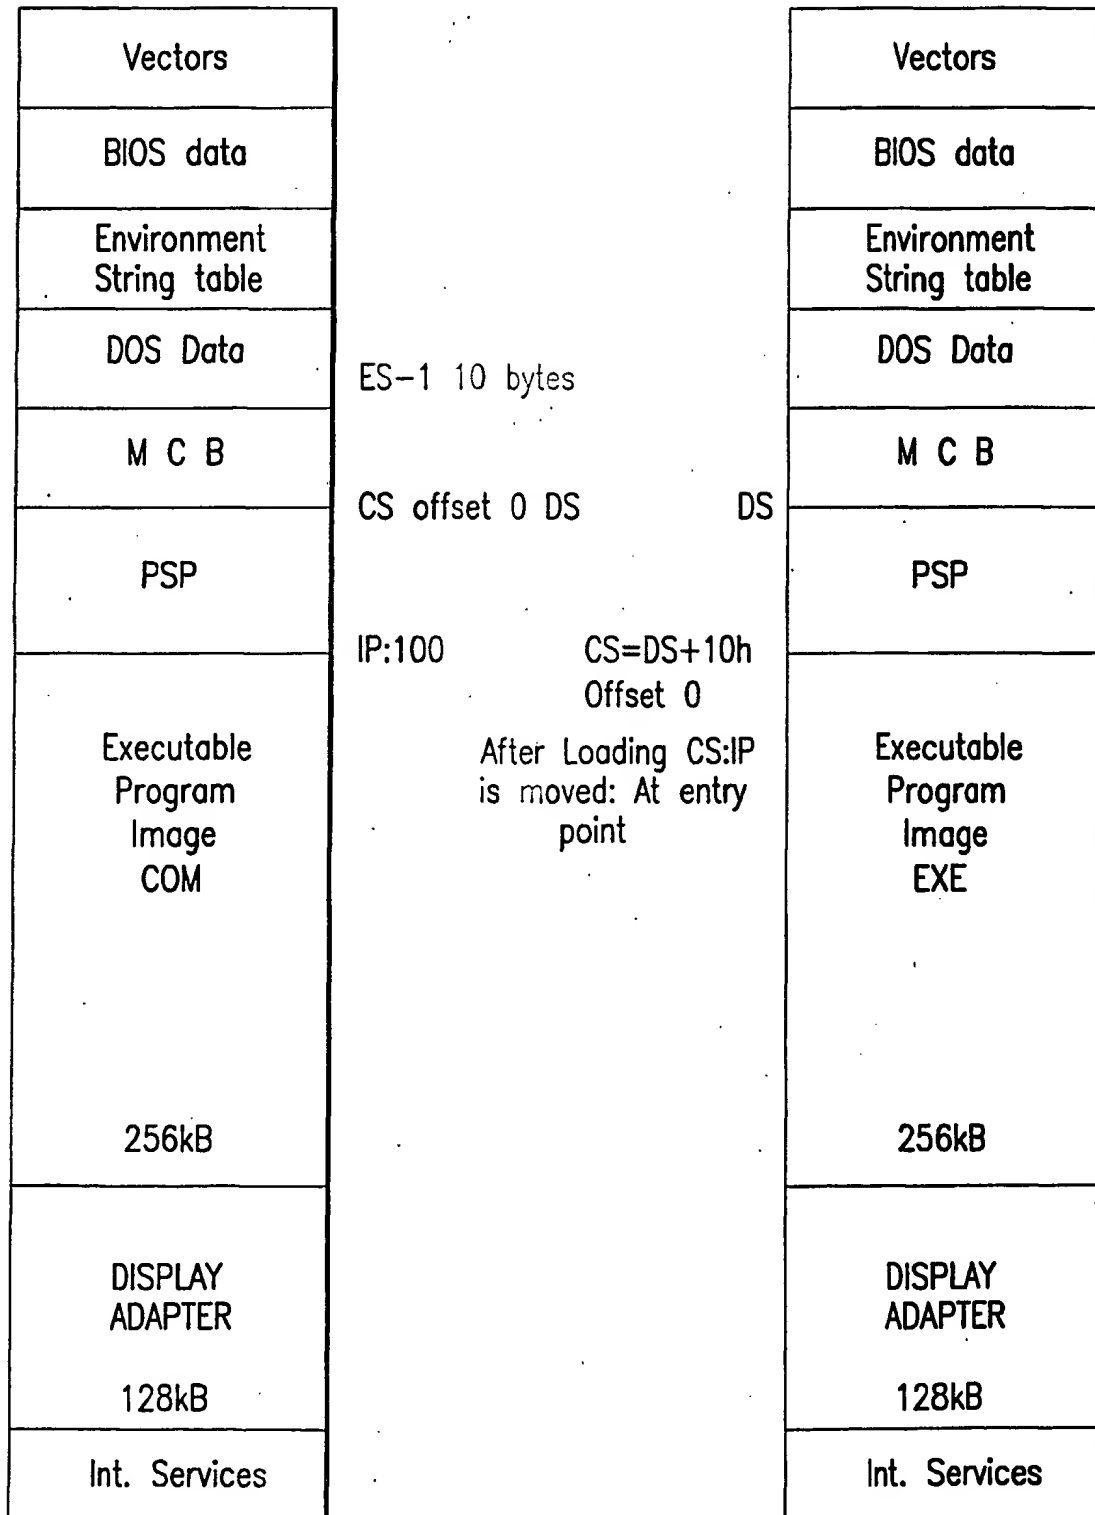 Vectors
BIOS data
Environment
String table
DOS Data
M C B
PSP
Executable
Program
Image
COM
256kB
DISPLAY
ADAPTER
128kB
Int. Services
ES-1 10 bytes
CS offset 0 DS
IP:100
DS
CS=DS+10h
Offset 0
After Loading CS:IP
is moved: At entry
point
Vectors
BIOS data
Environment
String table
DOS Data
M C B
PSP
Executable
Program
Image
EXE
256kB
DISPLAY
ADAPTER
128kB
Int. Services